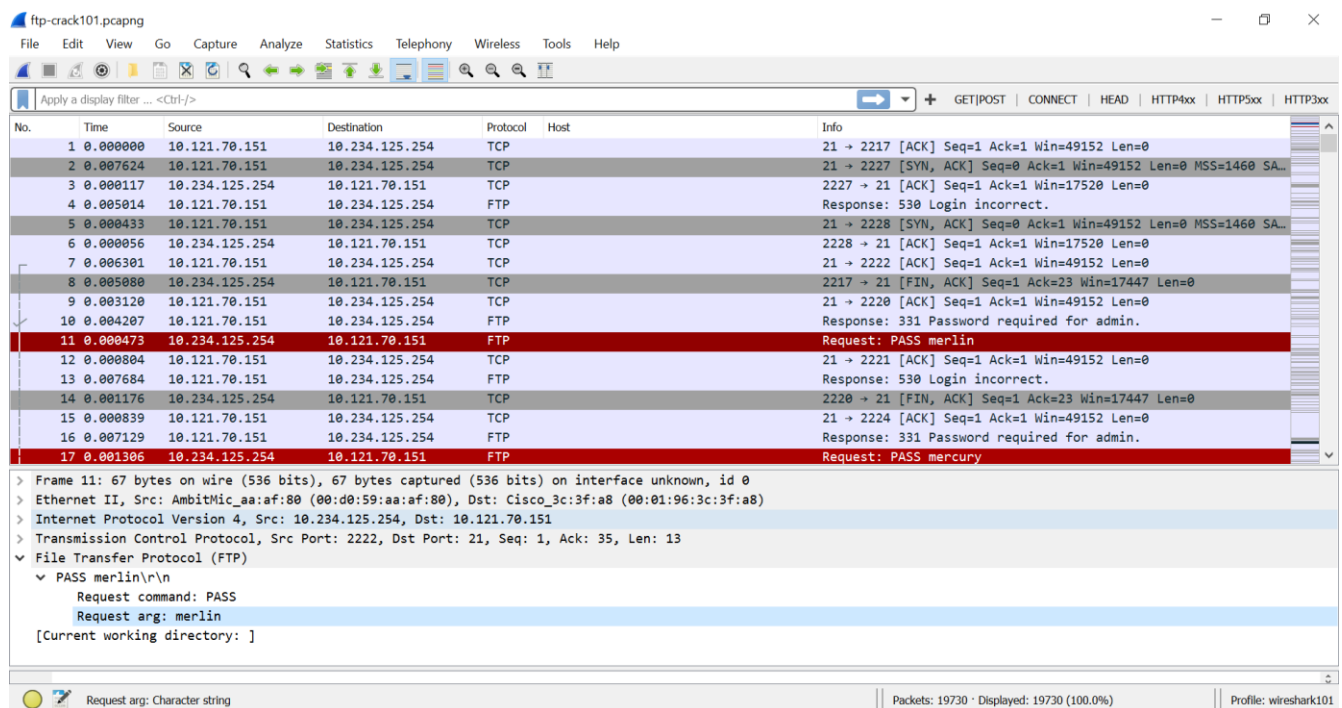 ftp-crack101.pcapng
File Edit View Go Capture Analyze Statistics Telephony Wireless Tools Help
Apply a display filter ... <Ctrl-/> + GET|POST | CONNECT | HEAD | HTTP4xx | HTTP5xx | HTTP3xx
No. Time Source Destination Protocol Host Info
1 0.000000 10.121.70.151 10.234.125.254 TCP 21 → 2217 [ACK] Seq=1 Ack=1 Win=49152 Len=0
2 0.007624 10.121.70.151 10.234.125.254 TCP 21 → 2227 [SYN, ACK] Seq=0 Ack=1 Win=49152 Len=0 MSS=1460 SA…
3 0.000117 10.234.125.254 10.121.70.151 TCP 2227 → 21 [ACK] Seq=1 Ack=1 Win=17520 Len=0
4 0.005014 10.121.70.151 10.234.125.254 FTP Response: 530 Login incorrect.
5 0.000433 10.121.70.151 10.234.125.254 TCP 21 → 2228 [SYN, ACK] Seq=0 Ack=1 Win=49152 Len=0 MSS=1460 SA…
6 0.000056 10.234.125.254 10.121.70.151 TCP 2228 → 21 [ACK] Seq=1 Ack=1 Win=17520 Len=0
7 0.006301 10.121.70.151 10.234.125.254 TCP 21 → 2222 [ACK] Seq=1 Ack=1 Win=49152 Len=0
8 0.005080 10.234.125.254 10.121.70.151 TCP 2217 → 21 [FIN, ACK] Seq=1 Ack=23 Win=17447 Len=0
9 0.003120 10.121.70.151 10.234.125.254 TCP 21 → 2220 [ACK] Seq=1 Ack=1 Win=49152 Len=0
10 0.004207 10.121.70.151 10.234.125.254 FTP Response: 331 Password required for admin.
11 0.000473 10.234.125.254 10.121.70.151 FTP Request: PASS merlin
12 0.000804 10.121.70.151 10.234.125.254 TCP 21 → 2221 [ACK] Seq=1 Ack=1 Win=49152 Len=0
13 0.007684 10.121.70.151 10.234.125.254 FTP Response: 530 Login incorrect.
14 0.001176 10.234.125.254 10.121.70.151 TCP 2220 → 21 [FIN, ACK] Seq=1 Ack=23 Win=17447 Len=0
15 0.000839 10.121.70.151 10.234.125.254 TCP 21 → 2224 [ACK] Seq=1 Ack=1 Win=49152 Len=0
16 0.007129 10.121.70.151 10.234.125.254 FTP Response: 331 Password required for admin.
17 0.001306 10.234.125.254 10.121.70.151 FTP Request: PASS mercury
Frame 11: 67 bytes on wire (536 bits), 67 bytes captured (536 bits) on interface unknown, id 0
Ethernet II, Src: AmbitMic_aa:af:80 (00:d0:59:aa:af:80), Dst: Cisco_3c:3f:a8 (00:01:96:3c:3f:a8)
Internet Protocol Version 4, Src: 10.234.125.254, Dst: 10.121.70.151
Transmission Control Protocol, Src Port: 2222, Dst Port: 21, Seq: 1, Ack: 35, Len: 13
File Transfer Protocol (FTP)
PASS merlin\r\n
Request command: PASS
Request arg: merlin
[Current working directory: ]
Request arg: Character string Packets: 19730 · Displayed: 19730 (100.0%) Profile: wireshark101